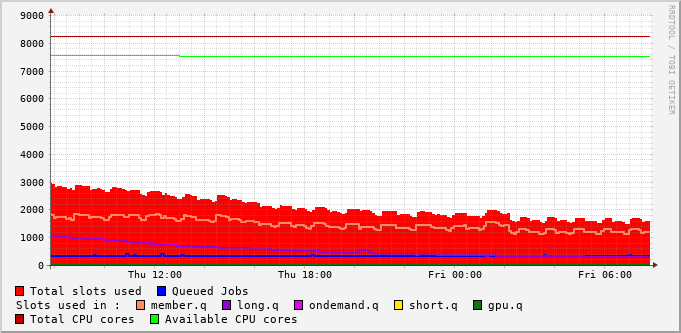 9000
8000
7000
6000
5000
4000
3000
2000
1000
0
Thu 12:00 Thu 18:00 Fri 00:00 Fri 06:00
Total slots used Queued Jobs
Slots used in : member.q long.q ondemand.q short.q gpu.q
Total CPU cores Available CPU cores
RRDTOOL / TOBI OETIKER